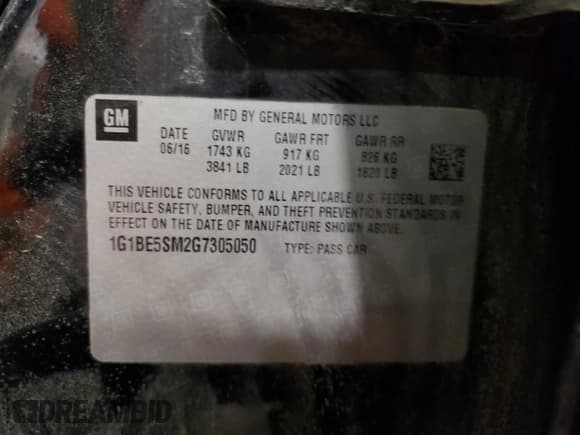 GM
MFD BY GENERAL MOTORS LLC
DATE GVWR GAWR FRT GAWR RR
06/16 1743 KG 917 KG 826 KG
3841 LB 2021 LB 1820 LB
THIS VEHICLE CONFORMS TO ALL APPLICABLE U.S. FEDERAL MOTOR
VEHICLE SAFETY, BUMPER, AND THEFT PREVENTION STANDARDS IN
EFFECT ON THE DATE OF MANUFACTURE SHOWN ABOVE.
1G1BE5SM2G7305050 TYPE: PASS CAR
DREAMBID